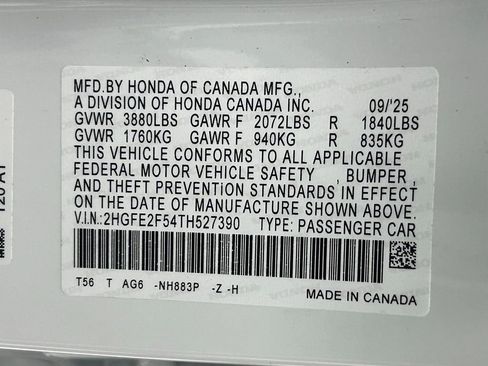 MFD.BY HONDA OF CANADA MFG.,
A DIVISION OF HONDA CANADA INC. 09/'25
GVWR 3880LBS GAWR F 2072LBS R 1840LBS
GVWR 1760KG GAWR F 940KG R 835KG
THIS VEHICLE CONFORMS TO ALL APPLICABLE
FEDERAL MOTOR VEHICLE SAFETY , BUMPER ,
AND THEFT PREVENTiON STANDARDS IN EFFECT
ON THE DATE OF MANUFACTURE SHOWN ABOVE.
V.I.N.:2HGFE2F54TH527390 TYPE: PASSENGER CAR
T56 T AG6 -NH883P -Z -H
MADE IN CANADA